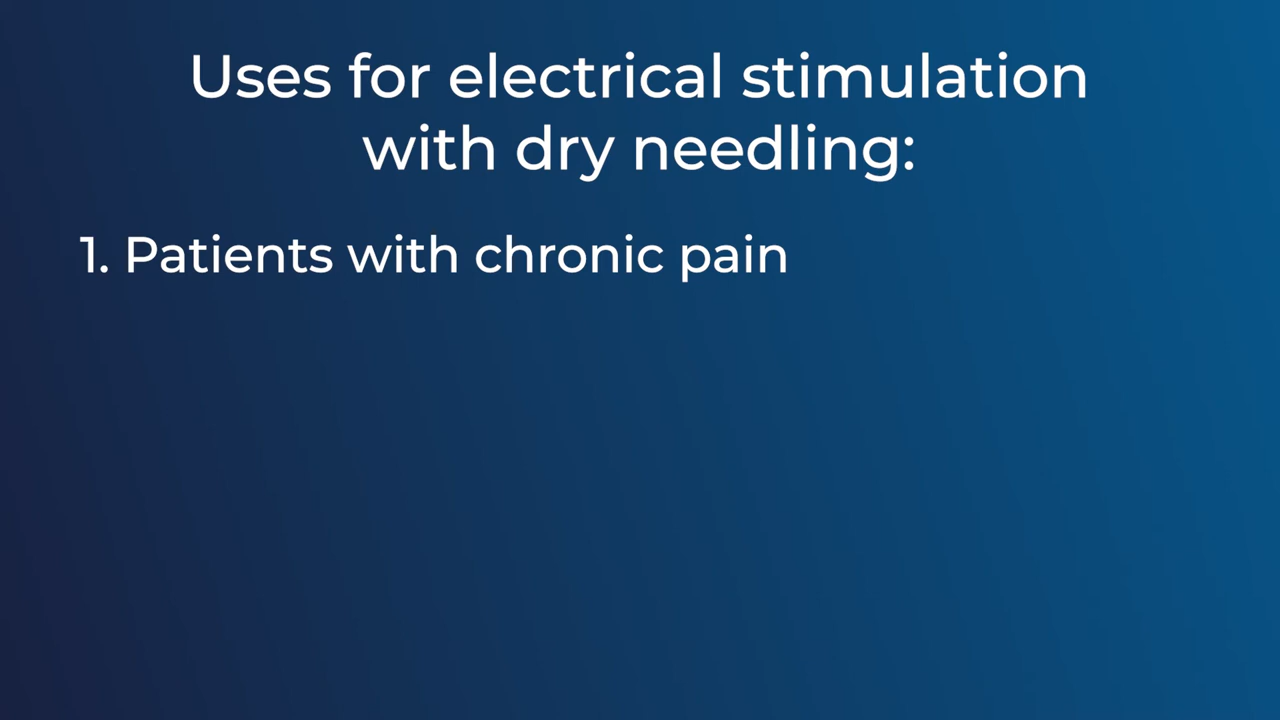 Uses for electrical stimulation
with dry needling:
1. Patients with chronic pain